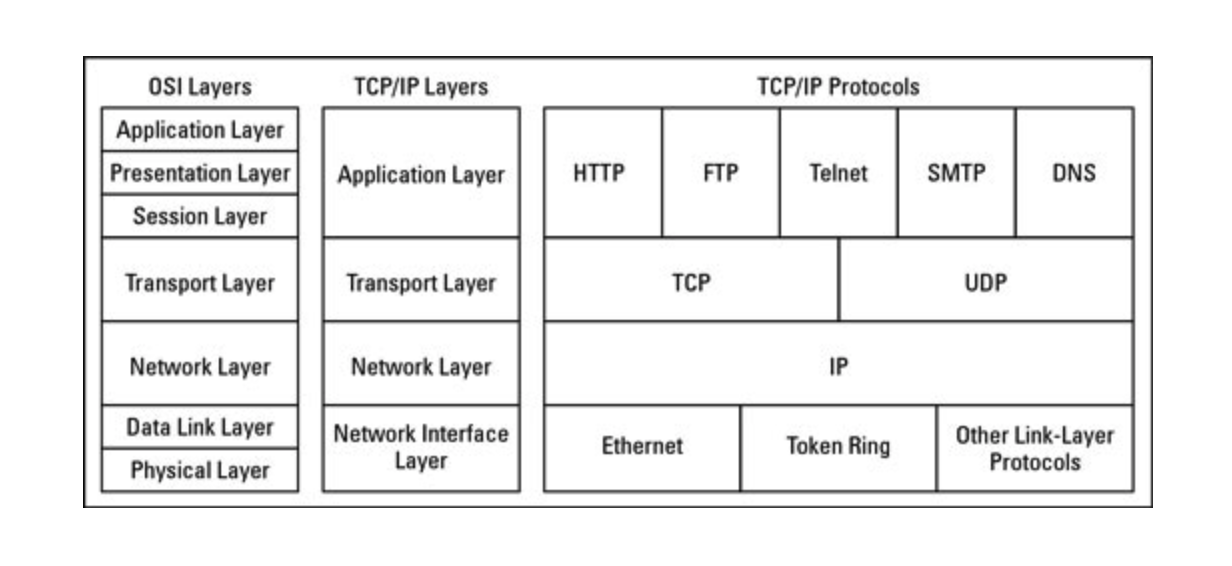 OSI Layers
TCP/IP Layers
TCP/IP Protocols
Application Layer
Presentation Layer
Session Layer
Transport Layer
Network Layer
Data Link Layer
Physical Layer
Application Layer
Transport Layer
Network Layer
Network Interface
Layer
HTTP
FTP
Telnet
SMTP
DNS
TCP
UDP
IP
Ethernet
Token Ring
Other Link-Layer
Protocols